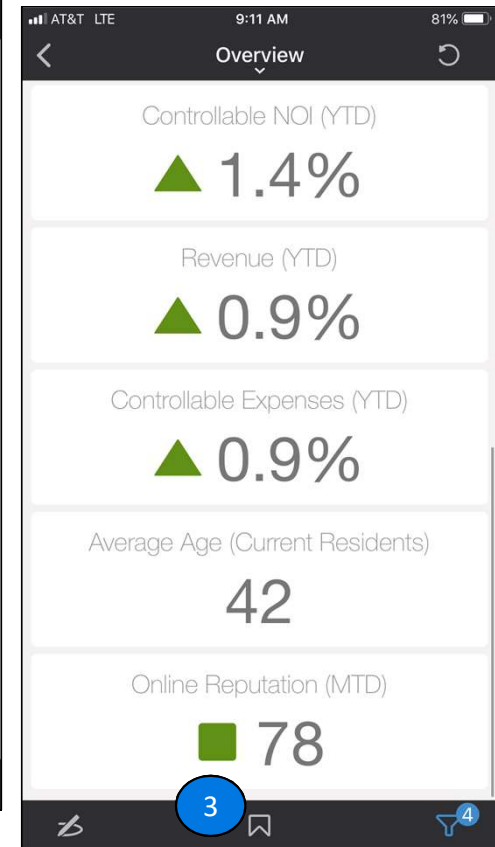 AT&T LTE 9:11 AM 81%
Overview
Controllable NOI (YTD)
1.4%
Revenue (YTD)
0.9%
Controllable Expenses (YTD)
0.9%
Average Age (Current Residents)
42
Online Reputation (MTD)
78
3
4